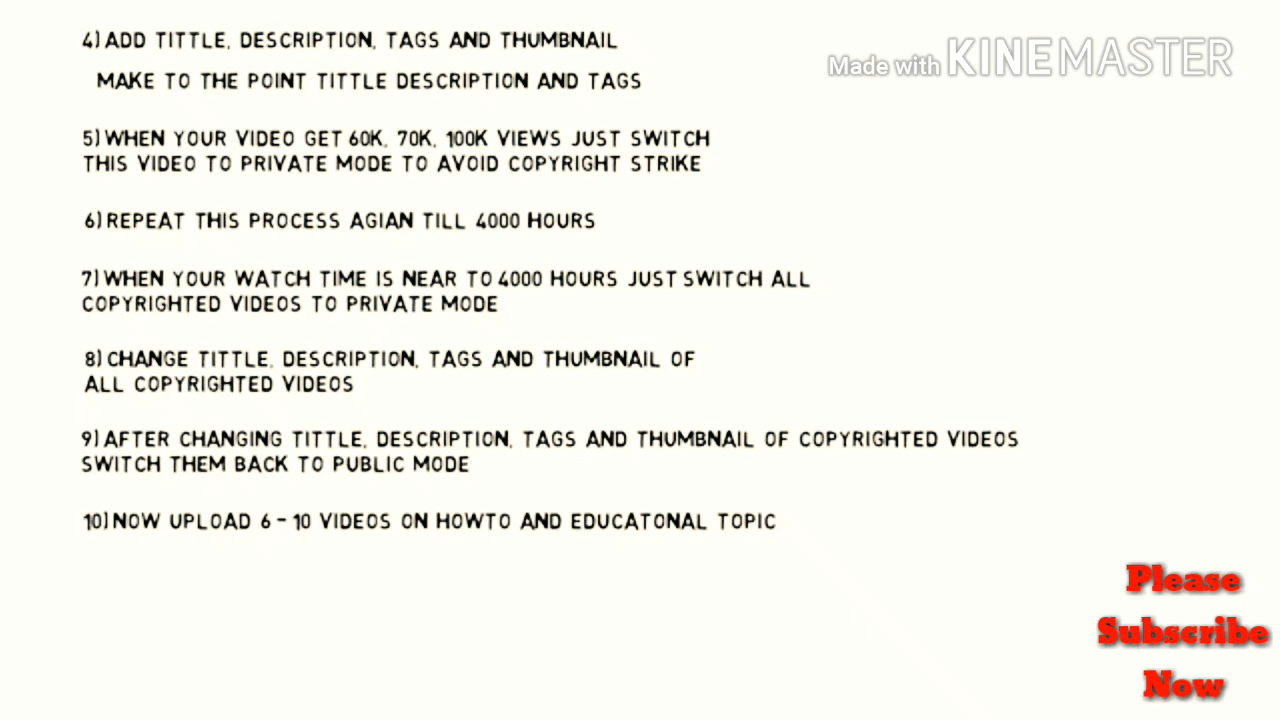 4) ADD TITTLE, DESCRIPTION, TAGS AND THUMBNAIL
MAKE TO THE POINT TITTLE DESCRIPTION AND TAGS
5) WHEN YOUR VIDEO GET 60K, 70K, 100K VIEWS JUST SWITCH
THIS VIDEO TO PRIVATE MODE TO AVOID COPYRIGHT STRIKE
6) REPEAT THIS PROCESS AGIAN TILL 4000 HOURS
7) WHEN YOUR WATCH TIME IS NEAR TO 4000 HOURS JUST SWITCH ALL
COPYRIGHTED VIDEOS TO PRIVATE MODE
8) CHANGE TITTLE, DESCRIPTION, TAGS AND THUMBNAIL OF
ALL COPYRIGHTED VIDEOS
9) AFTER CHANGING TITTLE, DESCRIPTION, TAGS AND THUMBNAIL OF COPYRIGHTED VIDEOS
SWITCH THEM BACK TO PUBLIC MODE
10) NOW UPLOAD 6 - 10 VIDEOS ON HOWTO AND EDUCATONAL TOPIC
Made with KINEMASTER
Please
Subscribe
Now